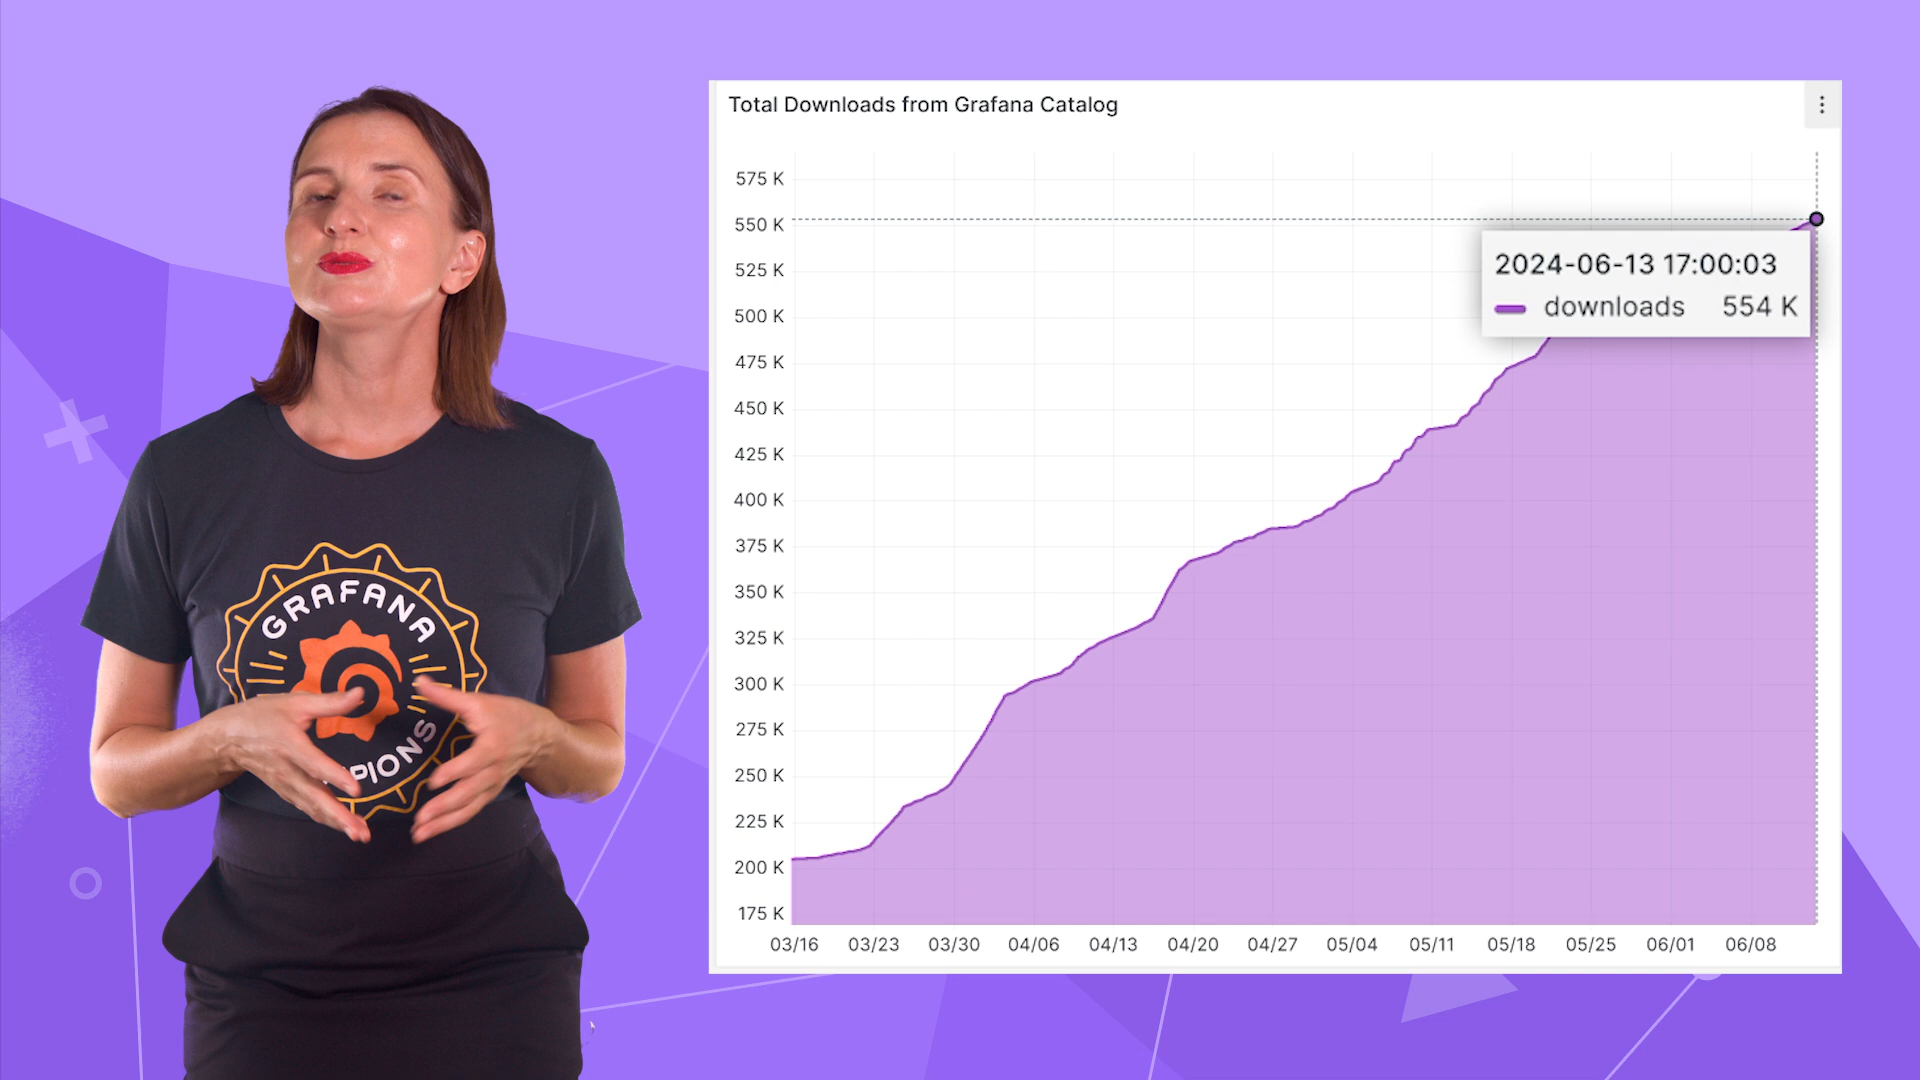 Total Downloads from Grafana Catalog
575 K
550 K
525 K
500 K
475 K
450 K
425 K
400 K
375 K
350 K
325 K
300 K
275 K
250 K
225 K
200 K
175 K
2024-06-13 17:00:03
downloads 554 K
03/16 03/23 03/30 04/06 04/13 04/20 04/27 05/04 05/11 05/18 05/25 06/01 06/08
GRAFANA
PIONS